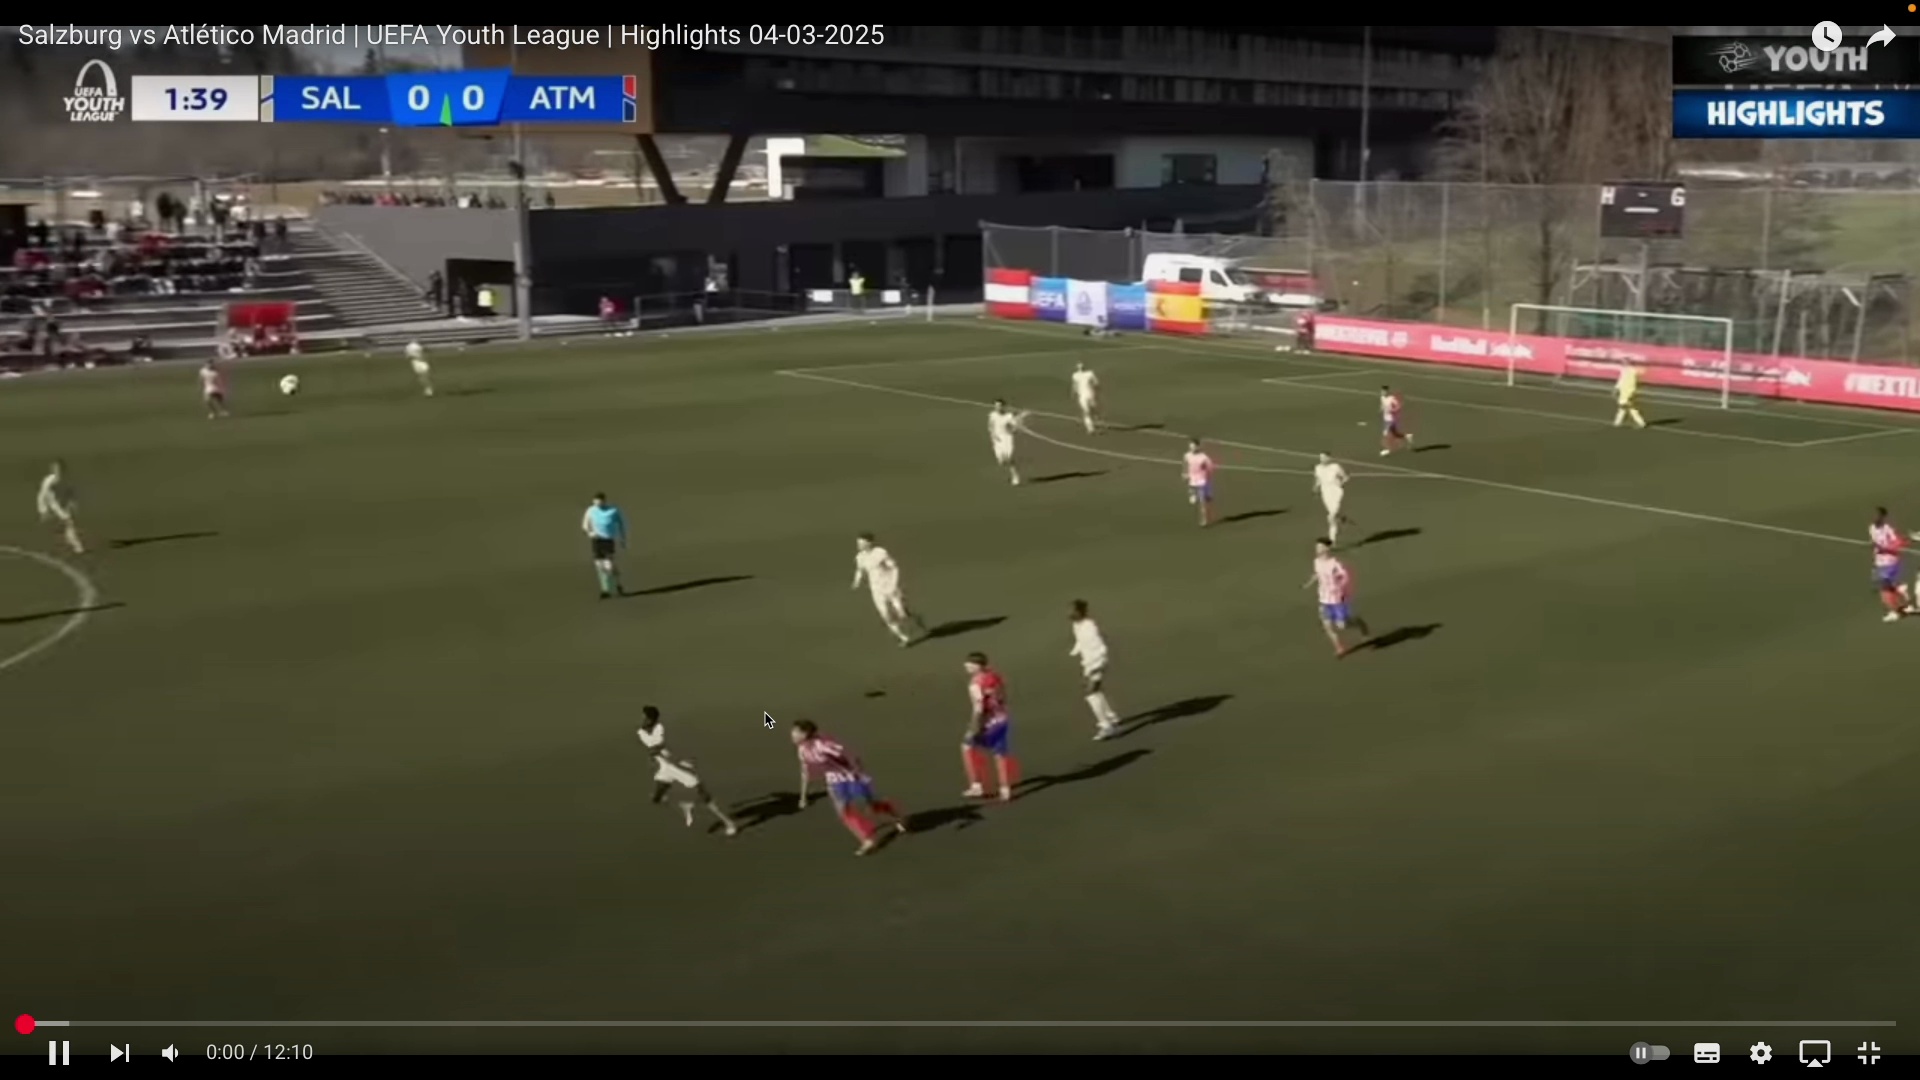 Salzburg vs Atlético Madrid | UEFA Youth League | Highlights 04-03-2025
UEFA
YOUTH
LEAGUE
1:39
SAL
0
0
ATM
YOUTH
HIGHLIGHTS
H
G
UEFA
0:00 / 12:10